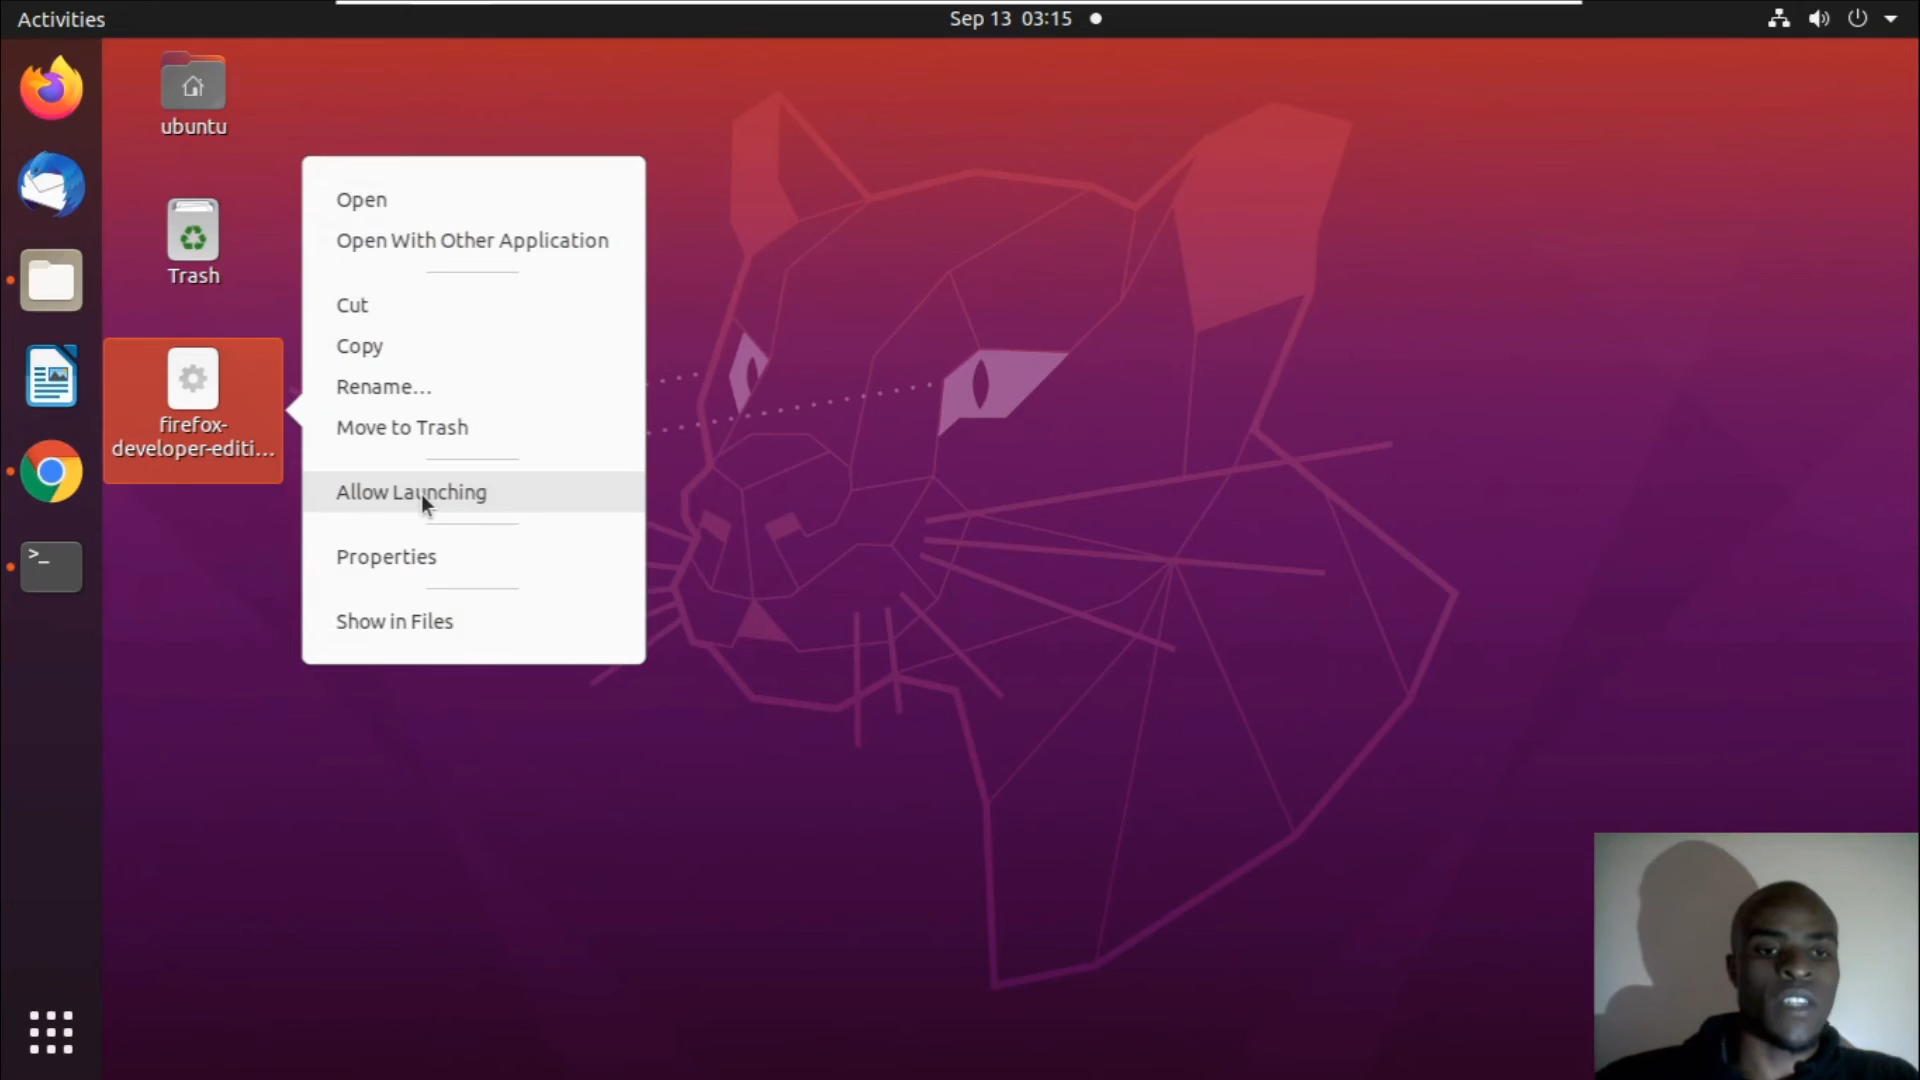 Activities
Sep 13 03:15
ubuntu
Trash
firefox-
developer-editi...
Open
Open With Other Application
Cut
Copy
Rename...
Move to Trash
Allow Launching
Properties
Show in Files
>_